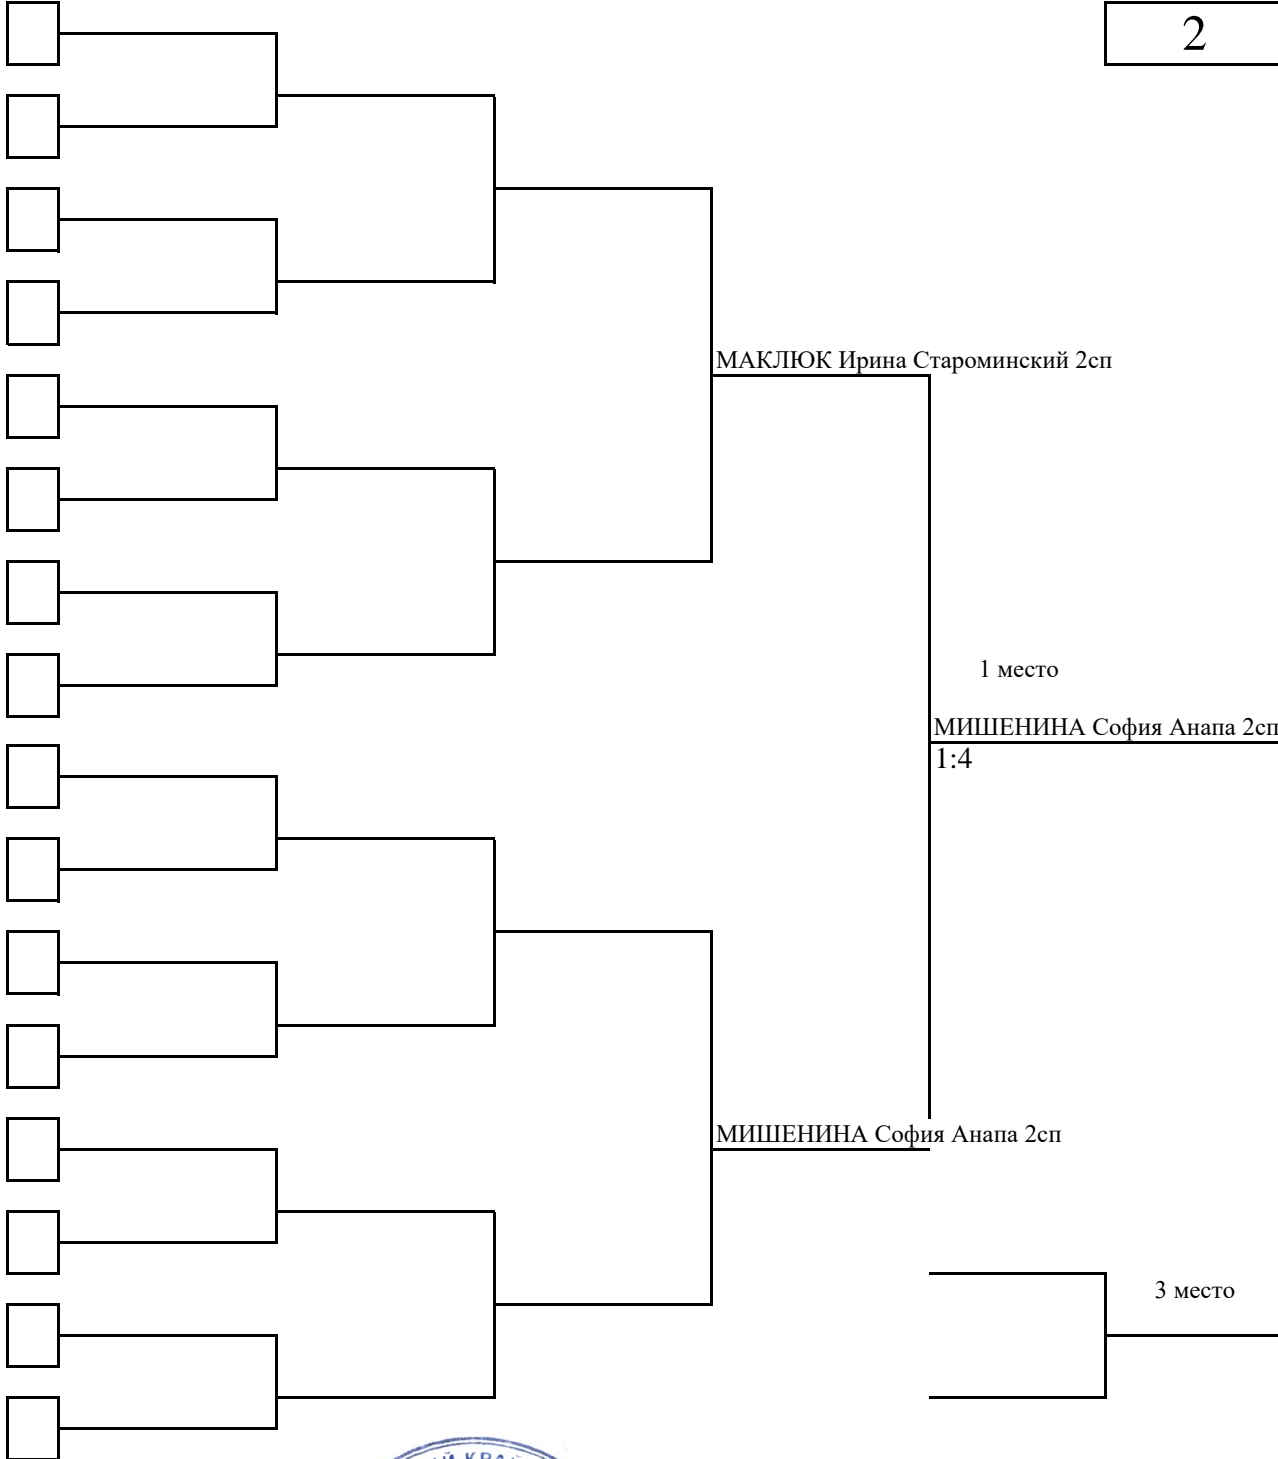 2
МАКЛЮК Ирина Староминский 2сп
1 место
МИШЕНИНА София Анапа 2сп
1:4
МИШЕНИНА София Анапа 2сп
3 место